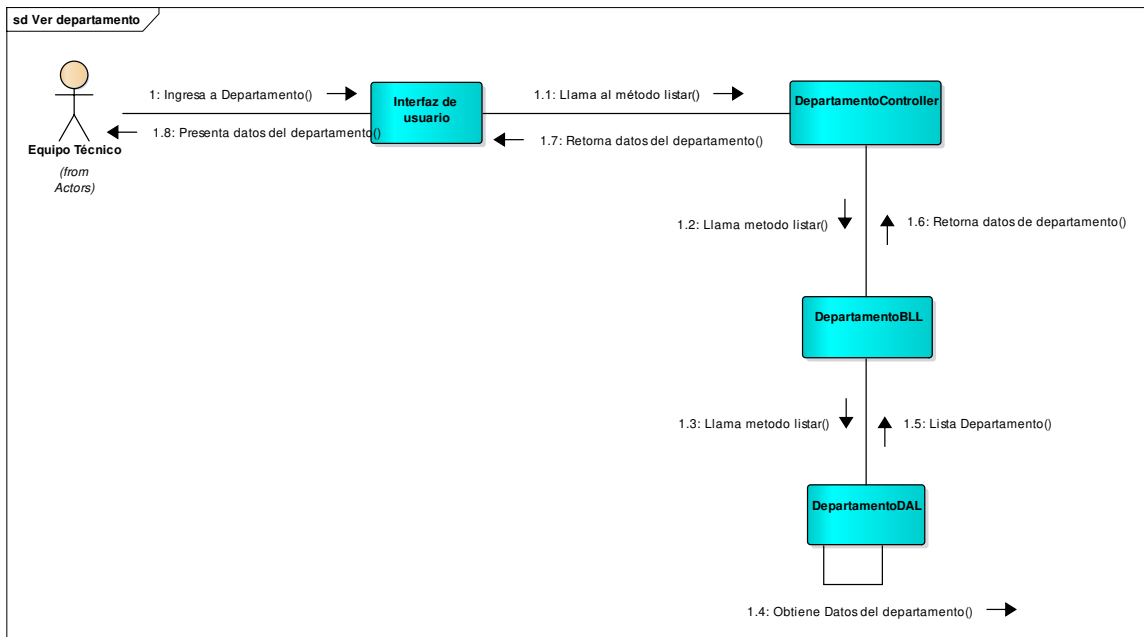 sd Ver departamento
1: Ingresa a Departamento()
1.8: Presenta datos del departamento()
Equipo Técnico
(from
Actors)
Interfaz de
usuario
1.1: Llama al método listar()
1.7: Retorna datos del departamento()
DepartamentoController
1.2: Llama metodo listar()
1.6: Retorna datos de departamento()
DepartamentoBLL
1.3: Llama metodo listar()
1.5: Lista Departamento()
DepartamentoDAL
1.4: Obtiene Datos del departamento()